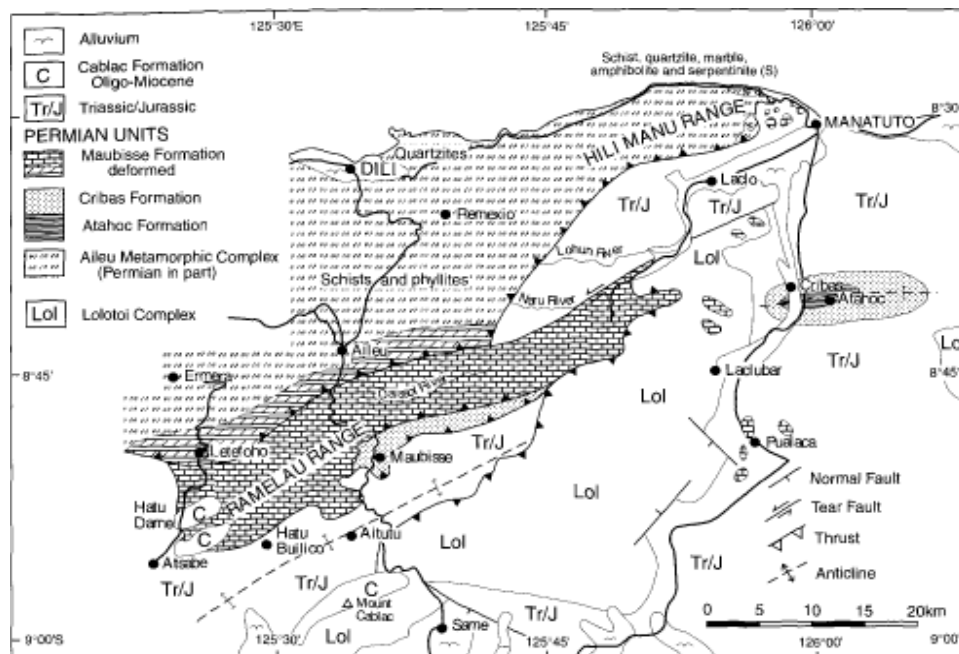 125°30'E
125°45'
126°00'
Alluvium
C
Cablac Formation
Oligo-Miocene
Tr/J
Triassic/Jurassic
PERMIAN UNITS
Maubisse Formation
deformed
Cribas Formation
Atahoc Formation
Aileu Metamorphic Complex
(Permian in part)
Lol
Lolotoi Complex
Schist, quartzite, marble,
amphibolite and serpentinite (S)
8°30'
HILI MANU RANGE
MANATUTO
Quartzites
DILI
Laclo
Tr/J
Tr/J
Tr/J
Remexio
Lohun River
Lol
Schists and phyllites
Naru River
Cribas
Atahoc
Aileu
8°45'
8°45'
Ermera
Laclubar
Lol
Tr/J
Letefoho
RAMELAU RANGE
Maubisse
Tr/J
Pualaca
Hatu
Dame
C
C
Hatu
Builico
Aitutu
Lol
Lol
Normal Fault
Tear Fault
Thrust
Anticline
Atsabe
Tr/J
Tr/J
Tr/J
C
Mount
Cablac
Lol
Same
Tr/J
0 5 10 15 20km
9°00'S
125°30'
125°45'
126°00'
9°00'